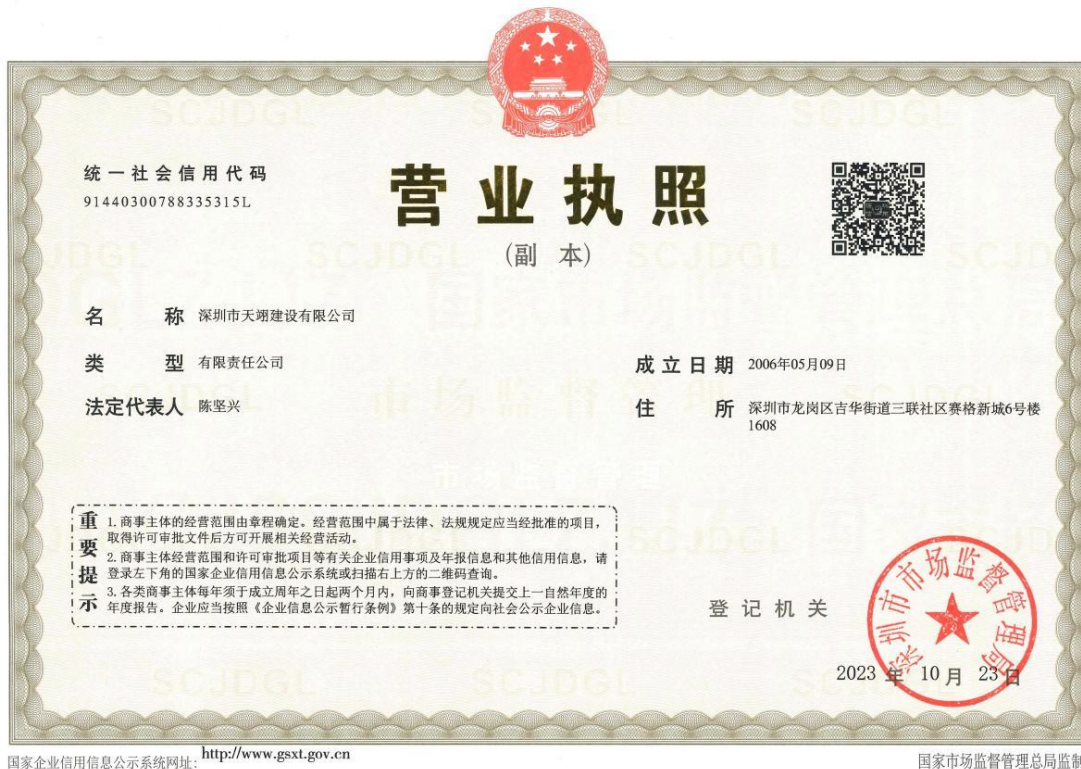 统一社会信用代码
91440300788335315L
营业执照
(副 本)
名 称 深圳市天翊建设有限公司
类 型 有限责任公司
法定代表人 陈坚兴
成立日期 2006年05月09日
住 所 深圳市龙岗区吉华街道三联社区赛格新城6号楼
1608
重要提示
1. 商事主体的经营范围由章程确定。经营范围中属于法律、法规规定应当经批准的项目，
取得许可审批文件后方可开展相关经营活动。
2. 商事主体经营范围和许可审批项目等有关企业信用事项及年报信息和其他信用信息，请
登录左下角的国家企业信用信息公示系统或扫描右上方的二维码查询。
3. 各类商事主体每年须于成立周年之日起两个月内，向商事登记机关提交上一自然年度的
年度报告。企业应当按照《企业信息公示暂行条例》第十条的规定向社会公示企业信息。
登记机关
深圳市市场监督管理局
2023 年 10 月 23 日
国家企业信用信息公示系统网址: http://www.gsxt.gov.cn
国家市场监督管理总局监制